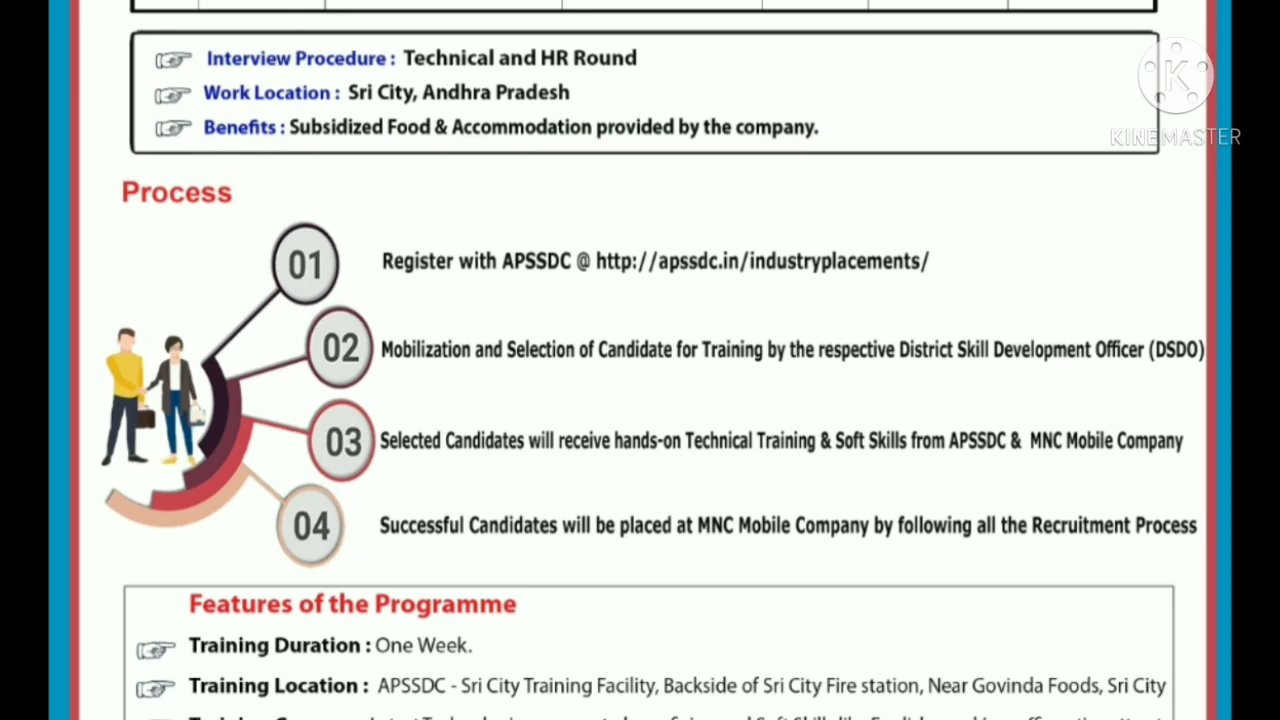 Interview Procedure : Technical and HR Round
Work Location : Sri City, Andhra Pradesh
Benefits : Subsidized Food & Accommodation provided by the company.
K
KINEMASTER
Process
01 Register with APSSDC @ http://apssdc.in/industryplacements/
02 Mobilization and Selection of Candidate for Training by the respective District Skill Development Officer (DSDO)
03 Selected Candidates will receive hands-on Technical Training & Soft Skills from APSSDC & MNC Mobile Company
04 Successful Candidates will be placed at MNC Mobile Company by following all the Recruitment Process
Features of the Programme
Training Duration : One Week.
Training Location : APSSDC - Sri City Training Facility, Backside of Sri City Fire station, Near Govinda Foods, Sri City